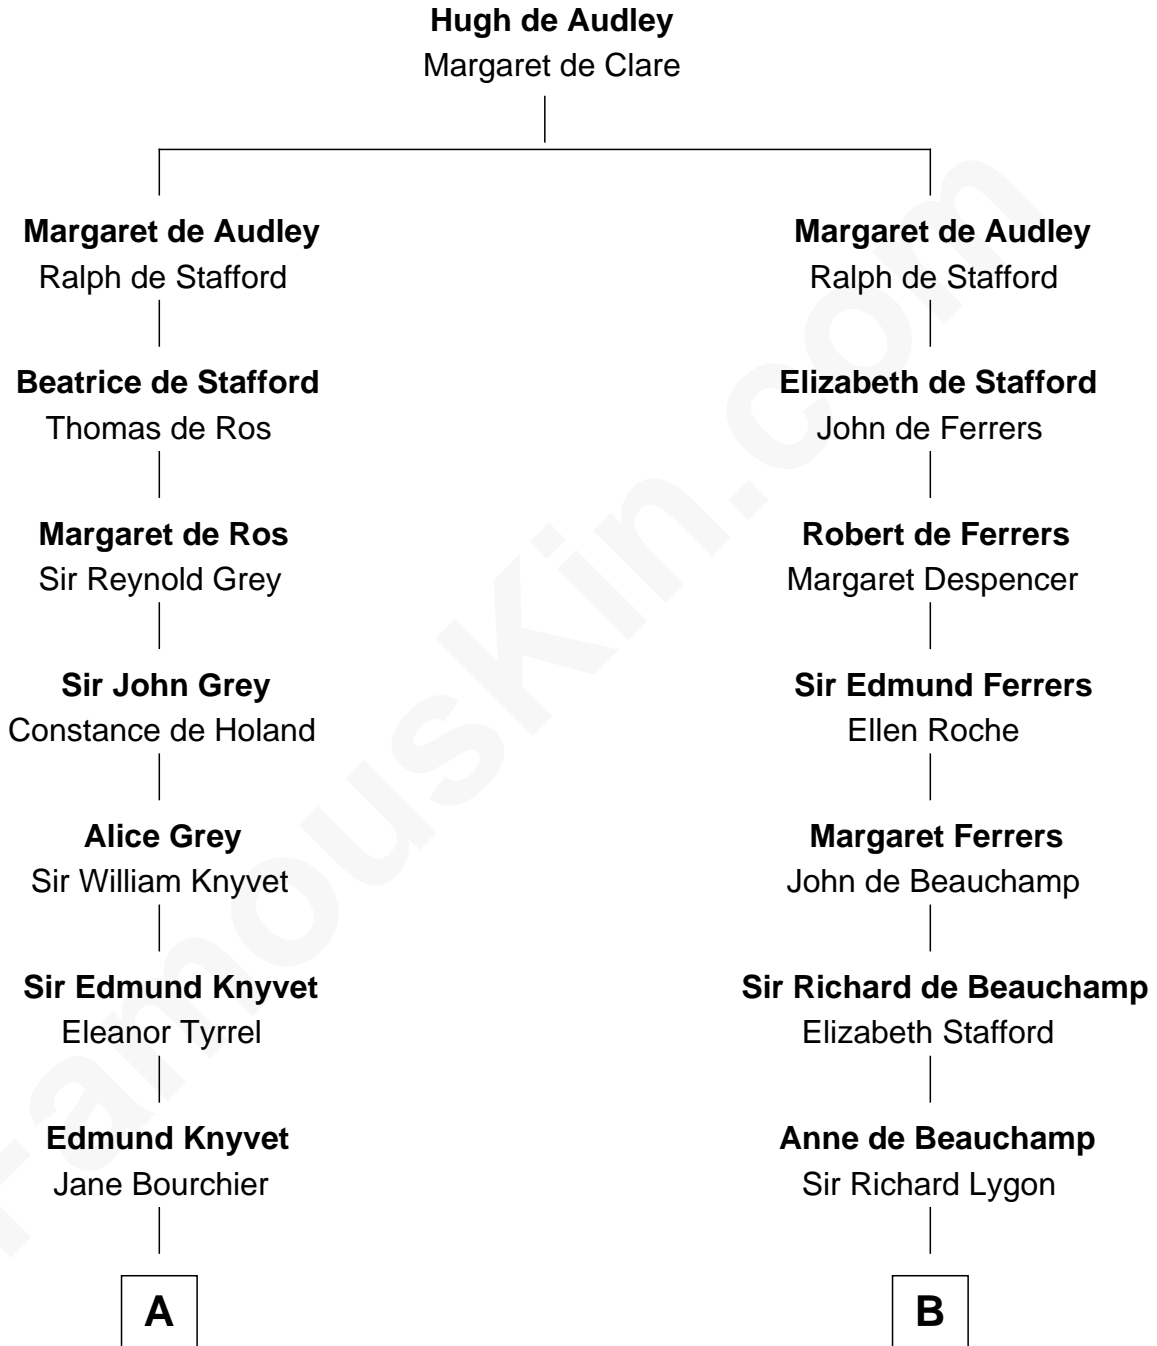 Hugh de Audley
Margaret de Clare
Margaret de Audley
Ralph de Stafford
Margaret de Audley
Ralph de Stafford
Beatrice de Stafford
Thomas de Ros
Elizabeth de Stafford
John de Ferrers
Margaret de Ros
Sir Reynold Grey
Robert de Ferrers
Margaret Despencer
Sir John Grey
Constance de Holand
Sir Edmund Ferrers
Ellen Roche
Alice Grey
Sir William Knyvet
Margaret Ferrers
John de Beauchamp
Sir Edmund Knyvet
Eleanor Tyrrel
Sir Richard de Beauchamp
Elizabeth Stafford
Edmund Knyvet
Jane Bourchier
Anne de Beauchamp
Sir Richard Lygon
A
B
FamousKin.com